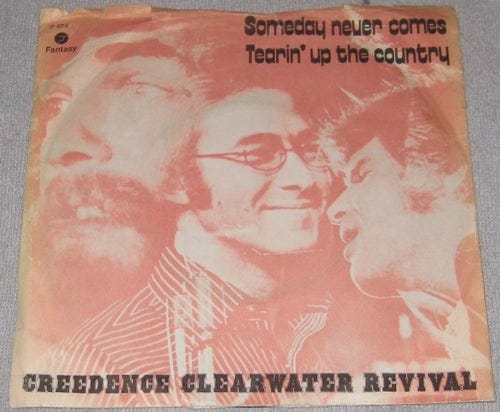 Someday never comes
Tearin' up the country
Fantasy
CREEDENCE CLEARWATER REVIVAL